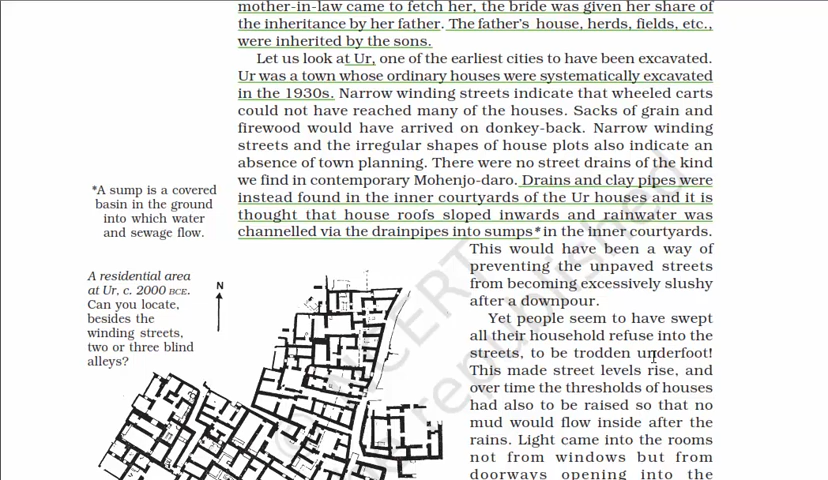 mother-in-law came to fetch her, the bride was given her share of
the inheritance by her father. The father's house, herds, fields, etc.,
were inherited by the sons.
Let us look at Ur, one of the earliest cities to have been excavated.
Ur was a town whose ordinary houses were systematically excavated
in the 1930s. Narrow winding streets indicate that wheeled carts
could not have reached many of the houses. Sacks of grain and
firewood would have arrived on donkey-back. Narrow winding
streets and the irregular shapes of house plots also indicate an
absence of town planning. There were no street drains of the kind
we find in contemporary Mohenjo-daro. Drains and clay pipes were
instead found in the inner courtyards of the Ur houses and it is
thought that house roofs sloped inwards and rainwater was
channelled via the drainpipes into sumps* in the inner courtyards.
This would have been a way of
preventing the unpaved streets
from becoming excessively slushy
after a downpour.
Yet people seem to have swept
all their household refuse into the
streets, to be trodden underfoot!
This made street levels rise, and
over time the thresholds of houses
had also to be raised so that no
mud would flow inside after the
rains. Light came into the rooms
not from windows but from
doorways opening into the
*A sump is a covered
basin in the ground
into which water
and sewage flow.
A residential area
at Ur, c. 2000 BCE.
Can you locate,
besides the
winding streets,
two or three blind
alleys?
N
© NCERT
republished